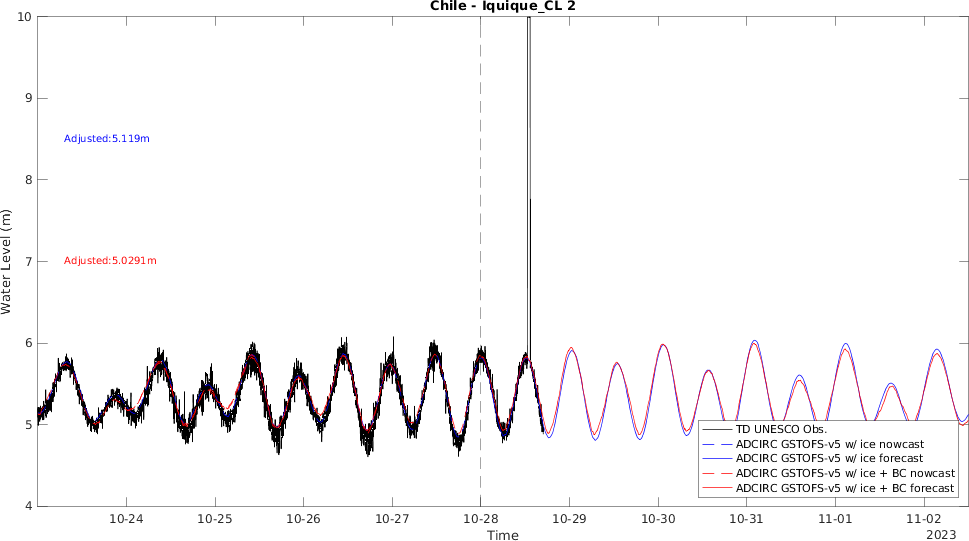 Chile - Iquique_CL 2
10
9
8
7
6
5
4
Water Level (m)
Adjusted:5.119m
Adjusted:5.0291m
TD UNESCO Obs.
ADCIRC GSTOFS-v5 w/ ice nowcast
ADCIRC GSTOFS-v5 w/ ice forecast
ADCIRC GSTOFS-v5 w/ ice + BC nowcast
ADCIRC GSTOFS-v5 w/ ice + BC forecast
10-24 10-25 10-26 10-27 10-28 10-29 10-30 10-31 11-01 11-02
Time
2023